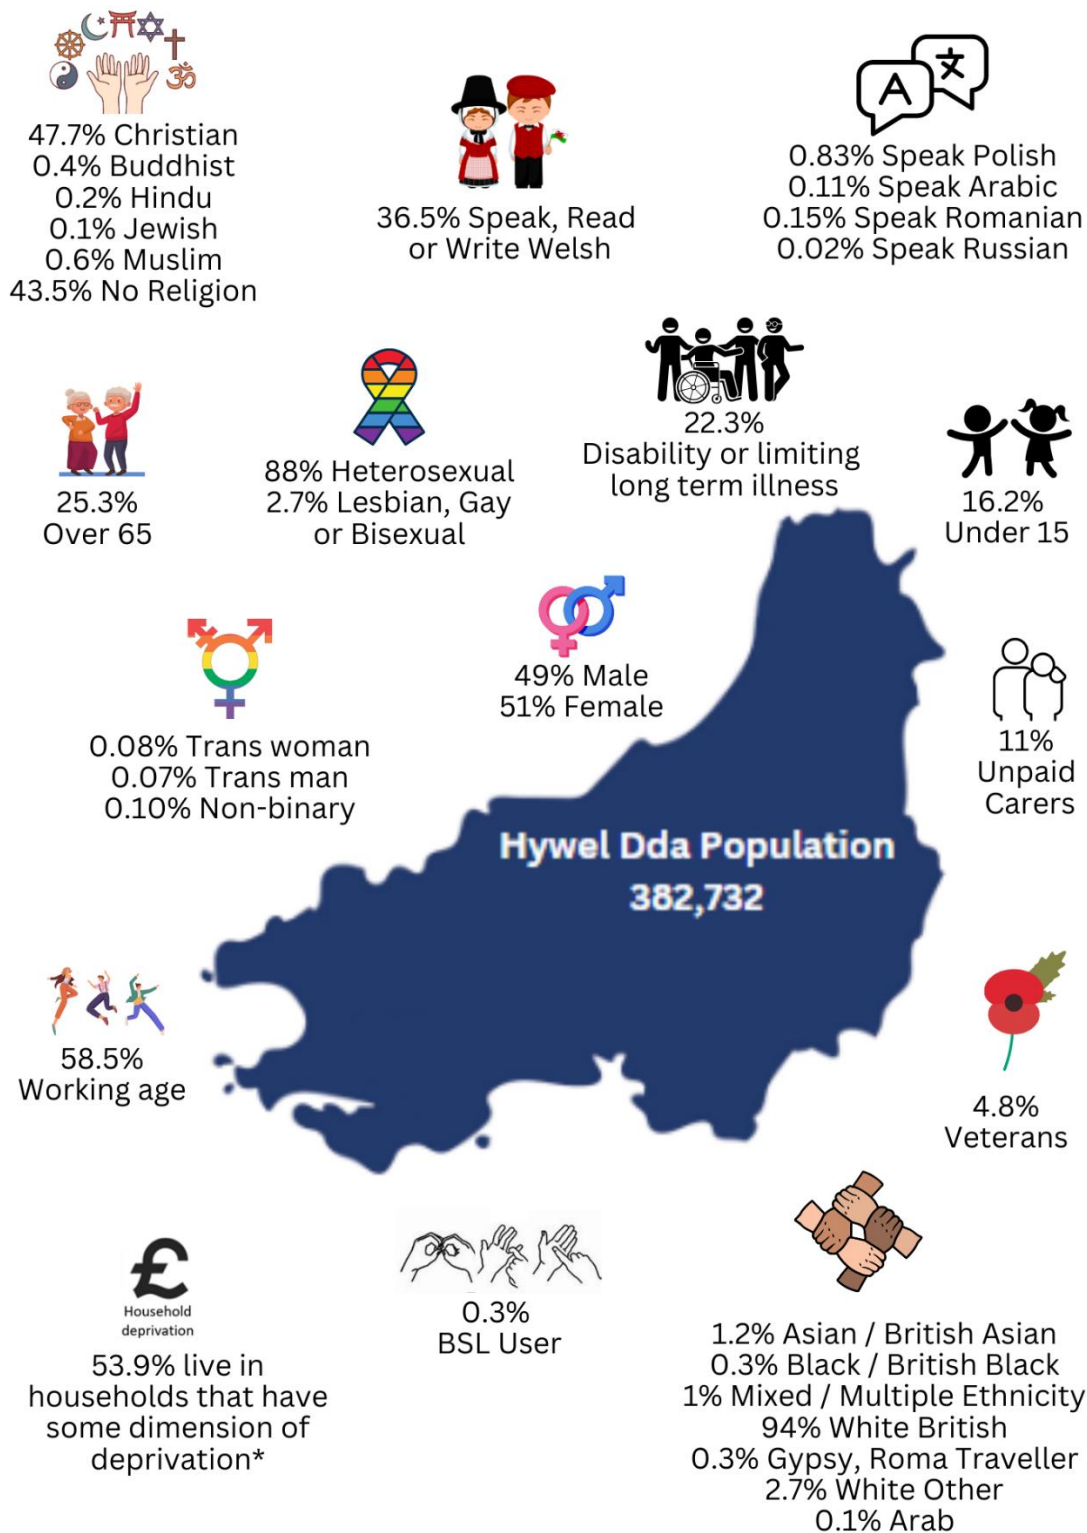 47.7% Christian
0.4% Buddhist
0.2% Hindu
0.1% Jewish
0.6% Muslim
43.5% No Religion
36.5% Speak, Read
or Write Welsh
A 文
0.83% Speak Polish
0.11% Speak Arabic
0.15% Speak Romanian
0.02% Speak Russian
25.3%
Over 65
88% Heterosexual
2.7% Lesbian, Gay
or Bisexual
22.3%
Disability or limiting
long term illness
16.2%
Under 15
0.08% Trans woman
0.07% Trans man
0.10% Non-binary
49% Male
51% Female
11%
Unpaid
Carers
Hywel Dda Population
382,732
58.5%
Working age
4.8%
Veterans
£
Household
deprivation
53.9% live in
households that have
some dimension of
deprivation*
0.3%
BSL User
1.2% Asian / British Asian
0.3% Black / British Black
1% Mixed / Multiple Ethnicity
94% White British
0.3% Gypsy, Roma Traveller
2.7% White Other
0.1% Arab